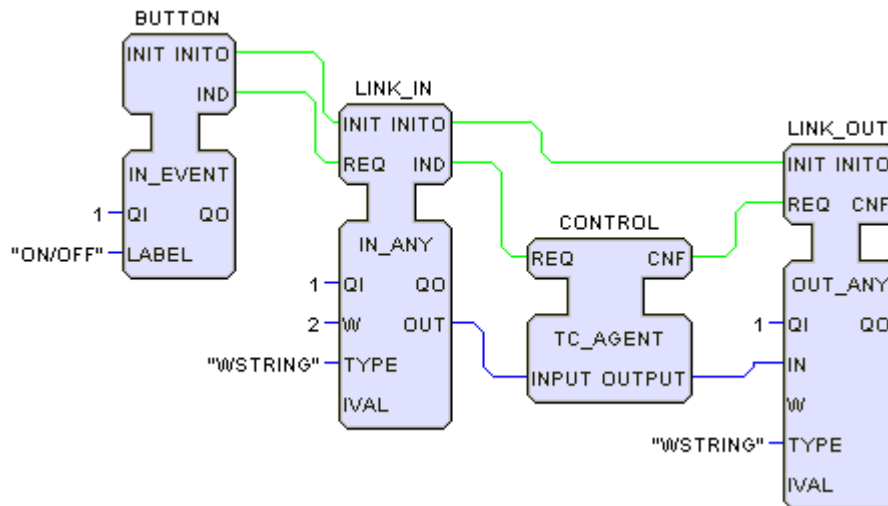 BUTTON
INIT INITO
IND
IN_EVENT
1 QI QO
"ON/OFF" LABEL
LINK_IN
INIT INITO
REQ IND
IN_ANY
1 QI QO
2 W OUT
"WSTRING" TYPE
IVAL
CONTROL
REQ CNF
TC_AGENT
INPUT OUTPUT
LINK_OUT
INIT INITO
REQ CNF
OUT_ANY
1 QI QO
IN
W
"WSTRING" TYPE
IVAL